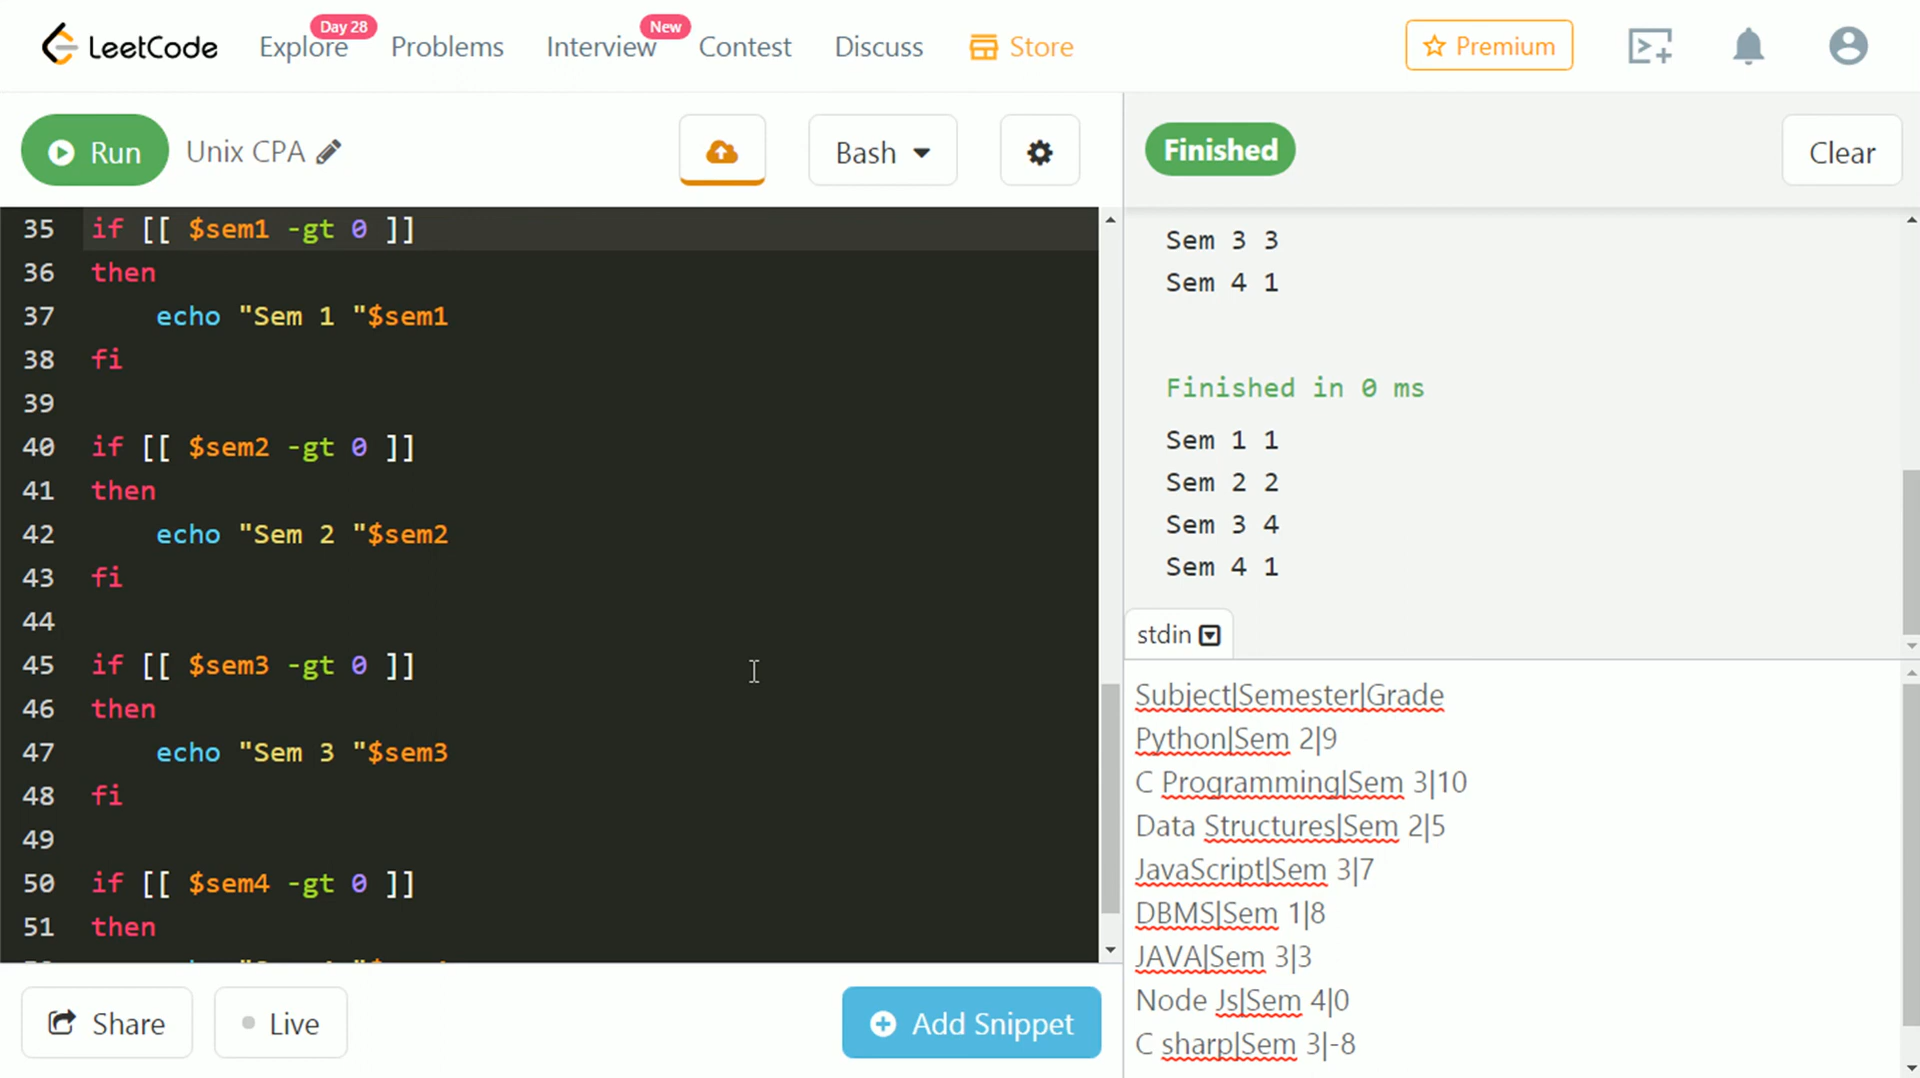 LeetCode
Explore
Day 28
Problems
Interview
New
Contest
Discuss
Store
Premium
Run
Unix CPA
Bash
Finished
Clear
35 if [[ $sem1 -gt 0 ]]
36 then
37 echo "Sem 1 "$sem1
38 fi
39
40 if [[ $sem2 -gt 0 ]]
41 then
42 echo "Sem 2 "$sem2
43 fi
44
45 if [[ $sem3 -gt 0 ]]
46 then
47 echo "Sem 3 "$sem3
48 fi
49
50 if [[ $sem4 -gt 0 ]]
51 then
Sem 3 3
Sem 4 1
Finished in 0 ms
Sem 1 1
Sem 2 2
Sem 3 4
Sem 4 1
stdin
Subject|Semester|Grade
Python|Sem 2|9
C Programming|Sem 3|10
Data Structures|Sem 2|5
JavaScript|Sem 3|7
DBMS|Sem 1|8
JAVA|Sem 3|3
Node Js|Sem 4|0
C sharp|Sem 3|-8
Share
Live
Add Snippet